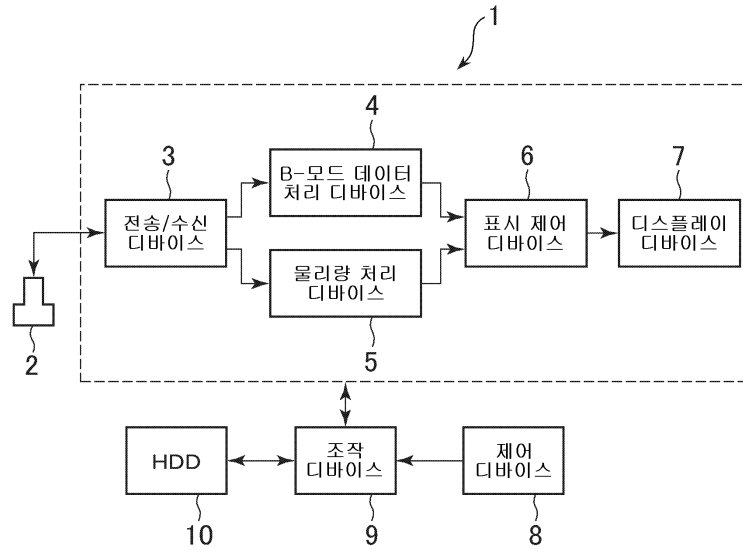 1
4
B-모드 데이터
처리 디바이스
3
전송/수신
디바이스
6
표시 제어
디바이스
7
디스플레이
디바이스
물리량 처리
디바이스
5
2
HDD
10
조작
디바이스
9
제어
디바이스
8